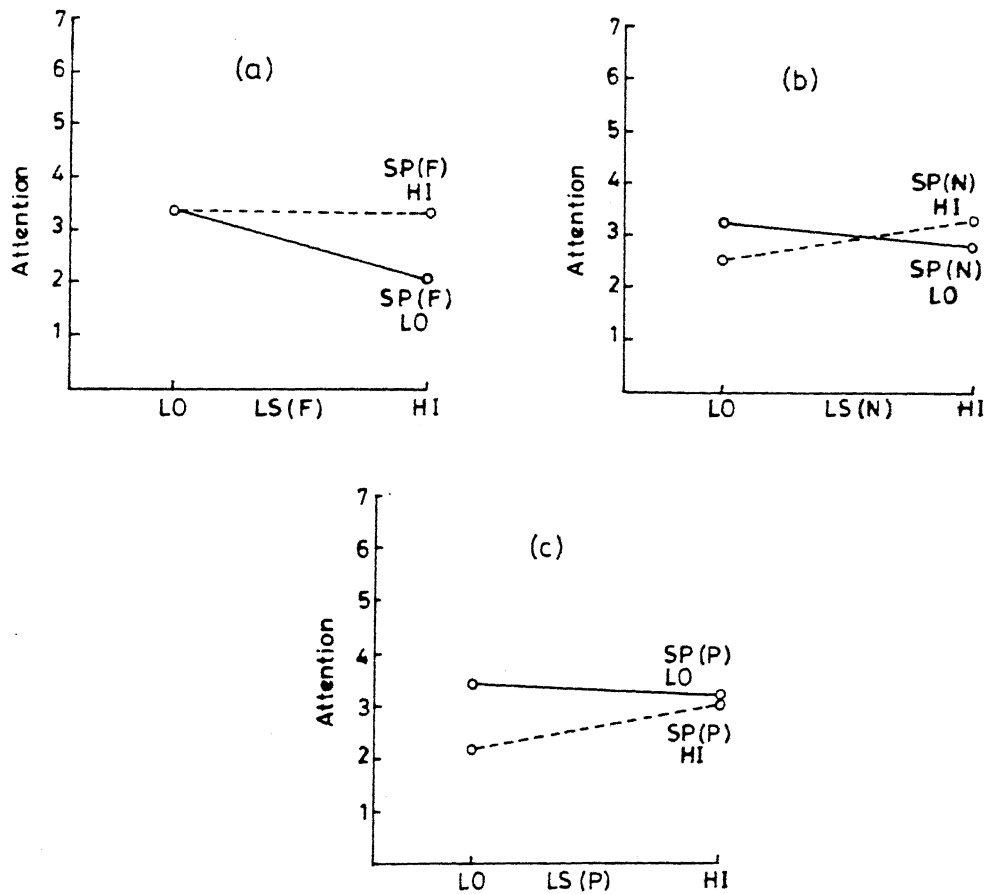 (a)
7
6
5
4
3
2
1
Attention
SP(F)
HI
SP(F)
LO
LO LS(F) HI
(b)
7
6
5
4
3
2
1
Attention
SP(N)
HI
SP(N)
LO
LO LS(N) HI
(c)
7
6
5
4
3
2
1
Attention
SP(P)
LO
SP(P)
HI
LO LS(P) HI